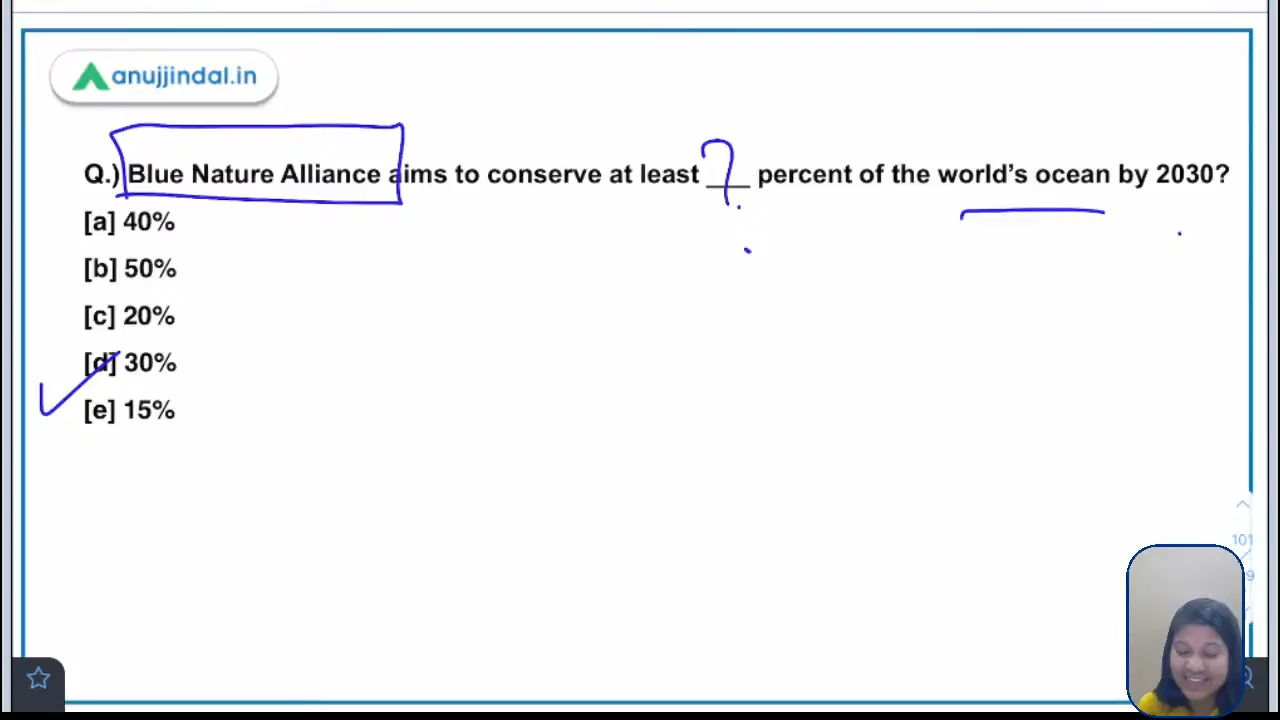 anujjindal.in
Q.) Blue Nature Alliance aims to conserve at least ___ percent of the world's ocean by 2030?
?
[a] 40%
[b] 50%
[c] 20%
[d] 30%
[e] 15%
101